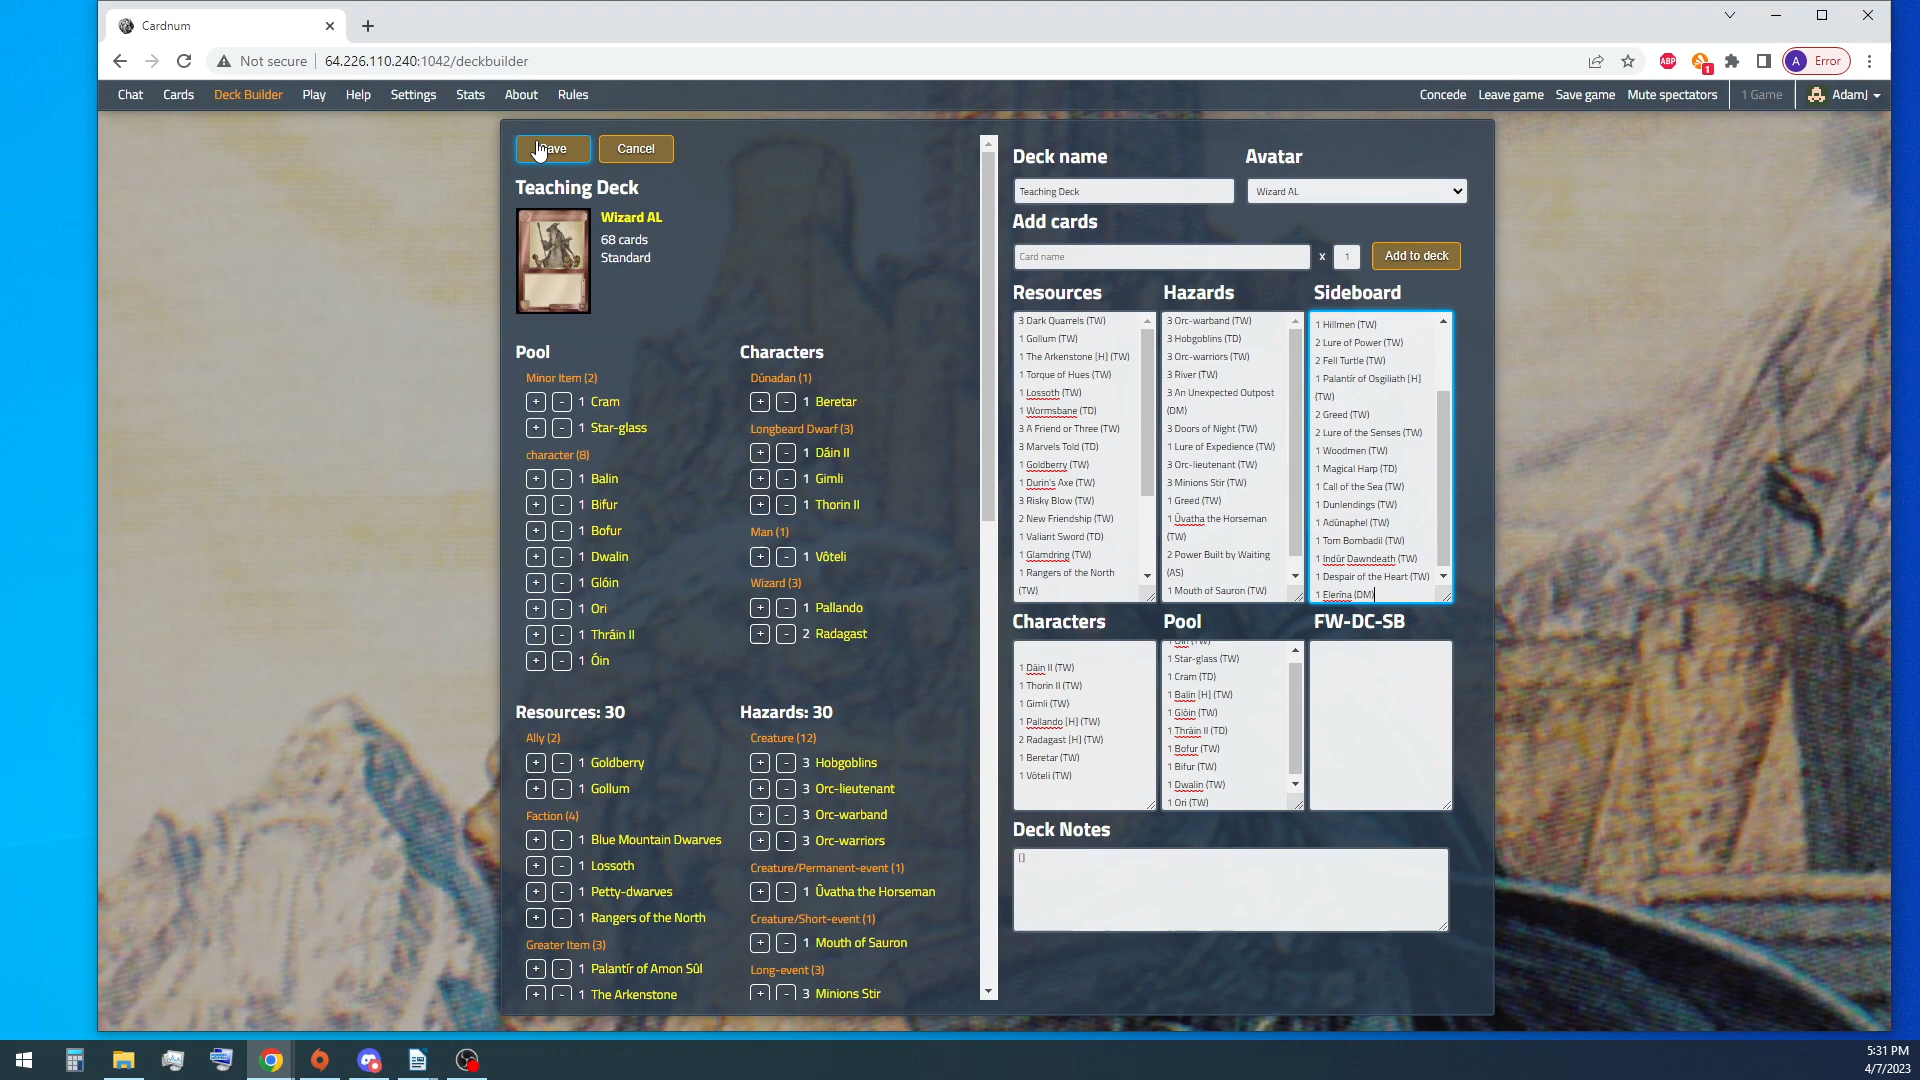 Cardnum
Not secure
64.226.110.240:1042/deckbuilder
ABP
1
A
Error
Chat
Cards
Deck Builder
Play
Help
Settings
Stats
About
Rules
Concede
Leave game
Save game
Mute spectators
1 Game
AdamJ
Cancel
Teaching Deck
Wizard AL
68 cards
Standard
Pool
Minor Item (2)
+ - 1 Cram
+ - 1 Star-glass
character (8)
+ - 1 Balin
+ - 1 Bifur
+ - 1 Bofur
+ - 1 Dwalin
+ - 1 Glóin
+ - 1 Ori
+ - 1 Thráin II
+ - 1 Óin
Characters
Dúnadan (1)
+ - 1 Beretar
Longbeard Dwarf (3)
+ - 1 Dáin II
+ - 1 Gimli
+ - 1 Thorin II
Man (1)
+ - 1 Vôteli
Wizard (3)
+ - 1 Pallando
+ - 2 Radagast
Resources: 30
Ally (2)
+ - 1 Goldberry
+ - 1 Gollum
Faction (4)
+ - 1 Blue Mountain Dwarves
+ - 1 Lossoth
+ - 1 Petty-dwarves
+ - 1 Rangers of the North
Greater Item (3)
+ - 1 Palantír of Amon Sûl
+ - 1 The Arkenstone
Hazards: 30
Creature (12)
+ - 3 Hobgoblins
+ - 3 Orc-lieutenant
+ - 3 Orc-warband
+ - 3 Orc-warriors
Creature/Permanent-event (1)
+ - 1 Ûvatha the Horseman
Creature/Short-event (1)
+ - 1 Mouth of Sauron
Long-event (3)
+ - 3 Minions Stir
Deck name
Teaching Deck
Avatar
Wizard AL
Add cards
Card name
x
1
Add to deck
Resources
3 Dark Quarrels (TW)
1 Gollum (TW)
1 The Arkenstone [H] (TW)
1 Torque of Hues (TW)
1 Lossoth (TW)
1 Wormsbane (TD)
3 A Friend or Three (TW)
3 Marvels Told (TD)
1 Goldberry (TW)
1 Durin's Axe (TW)
3 Risky Blow (TW)
2 New Friendship (TW)
1 Valiant Sword (TD)
1 Glamdring (TW)
1 Rangers of the North
(TW)
Hazards
3 Orc-warband (TW)
3 Hobgoblins (TD)
3 Orc-warriors (TW)
3 River (TW)
3 An Unexpected Outpost
(DM)
3 Doors of Night (TW)
1 Lure of Expedience (TW)
3 Orc-lieutenant (TW)
3 Minions Stir (TW)
1 Greed (TW)
1 Ûvatha the Horseman
(TW)
2 Power Built by Waiting
(AS)
1 Mouth of Sauron (TW)
Sideboard
1 Hillmen (TW)
2 Lure of Power (TW)
2 Fell Turtle (TW)
1 Palantír of Osgiliath [H]
(TW)
2 Greed (TW)
2 Lure of the Senses (TW)
1 Woodmen (TW)
1 Magical Harp (TD)
1 Call of the Sea (TW)
1 Dunlendings (TW)
1 Adûnaphel (TW)
1 Tom Bombadil (TW)
1 Indûr Dawndeath (TW)
1 Despair of the Heart (TW)
1 Elerína (DM)
Characters
1 Dáin II (TW)
1 Thorin II (TW)
1 Gimli (TW)
1 Pallando [H] (TW)
2 Radagast [H] (TW)
1 Beretar (TW)
1 Vôteli (TW)
Pool
1 Star-glass (TW)
1 Cram (TD)
1 Balin [H] (TW)
1 Glóin (TW)
1 Thráin II (TD)
1 Bofur (TW)
1 Bifur (TW)
1 Dwalin (TW)
1 Ori (TW)
FW-DC-SB
Deck Notes
[]
5:31 PM
4/7/2023